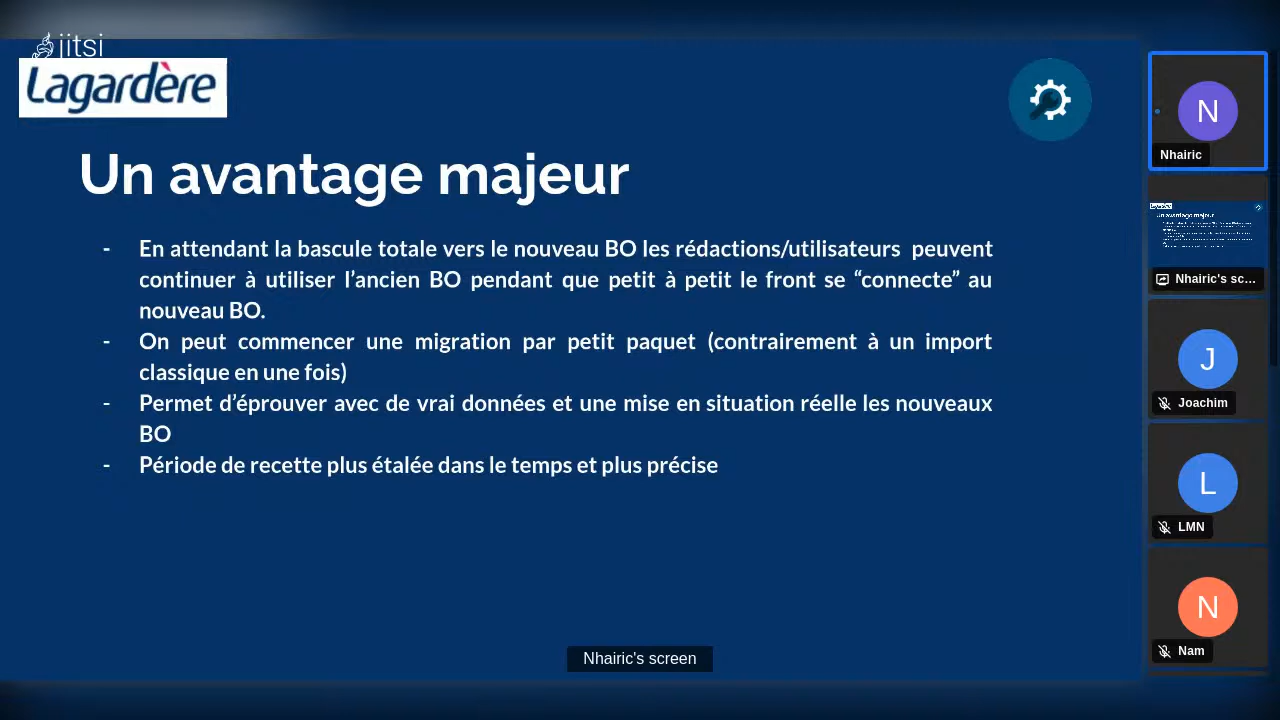 jitsi
Lagardère
Un avantage majeur
- En attendant la bascule totale vers le nouveau BO les rédactions/utilisateurs peuvent
continuer à utiliser l’ancien BO pendant que petit à petit le front se “connecte” au
nouveau BO.
- On peut commencer une migration par petit paquet (contrairement à un import
classique en une fois)
- Permet d’éprouver avec de vrai données et une mise en situation réelle les nouveaux
BO
- Période de recette plus étalée dans le temps et plus précise
Nhairic's screen
N
Nhairic
Un avantage majeur
Nhairic's sc...
J
Joachim
L
LMN
N
Nam